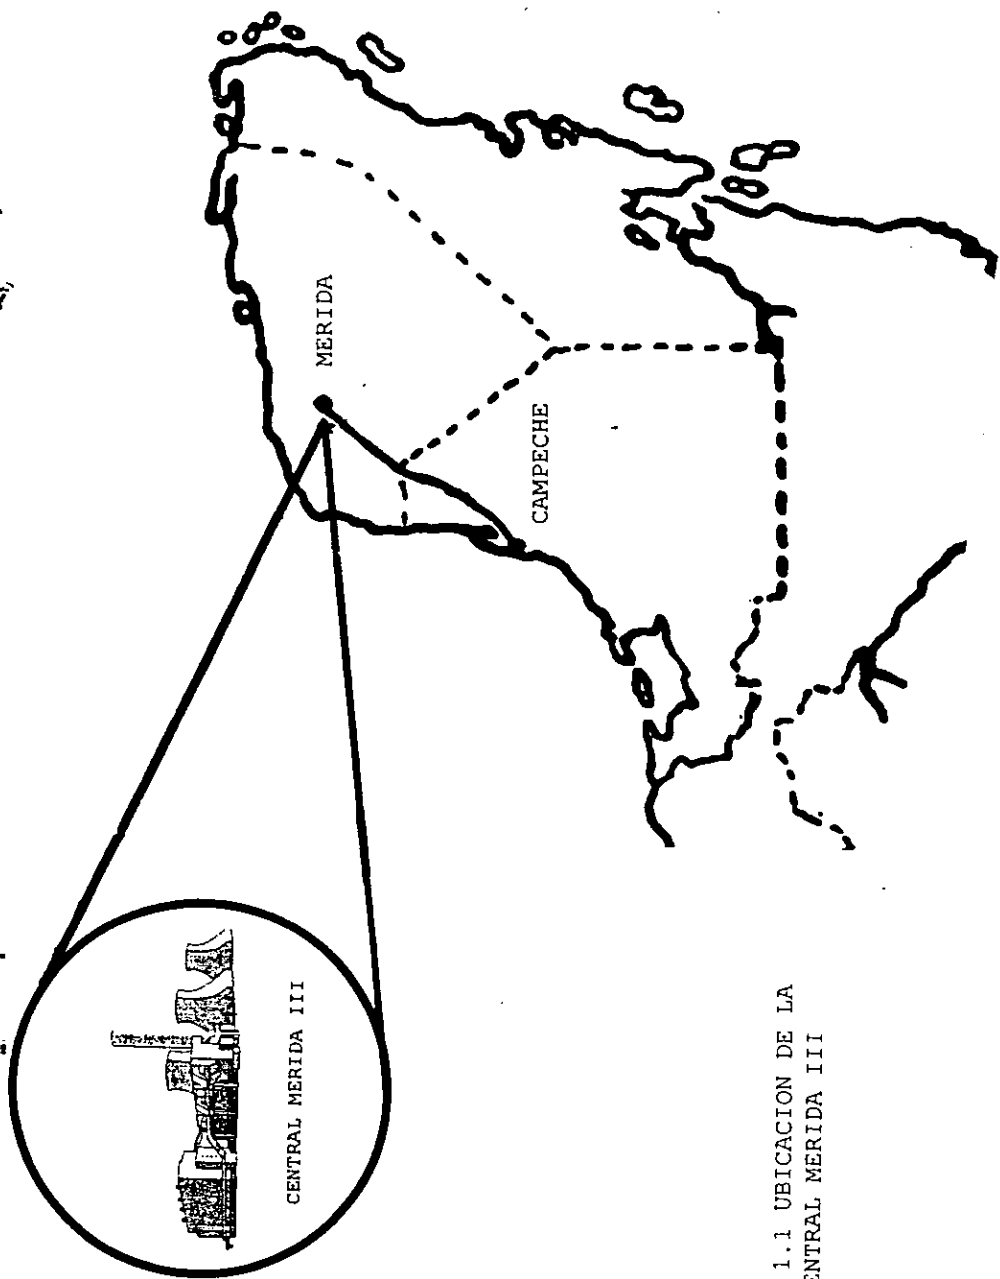 MERIDA
CAMPECHE
CENTRAL MERIDA III
1.1 UBICACION DE LA
ENTRAL MERIDA III